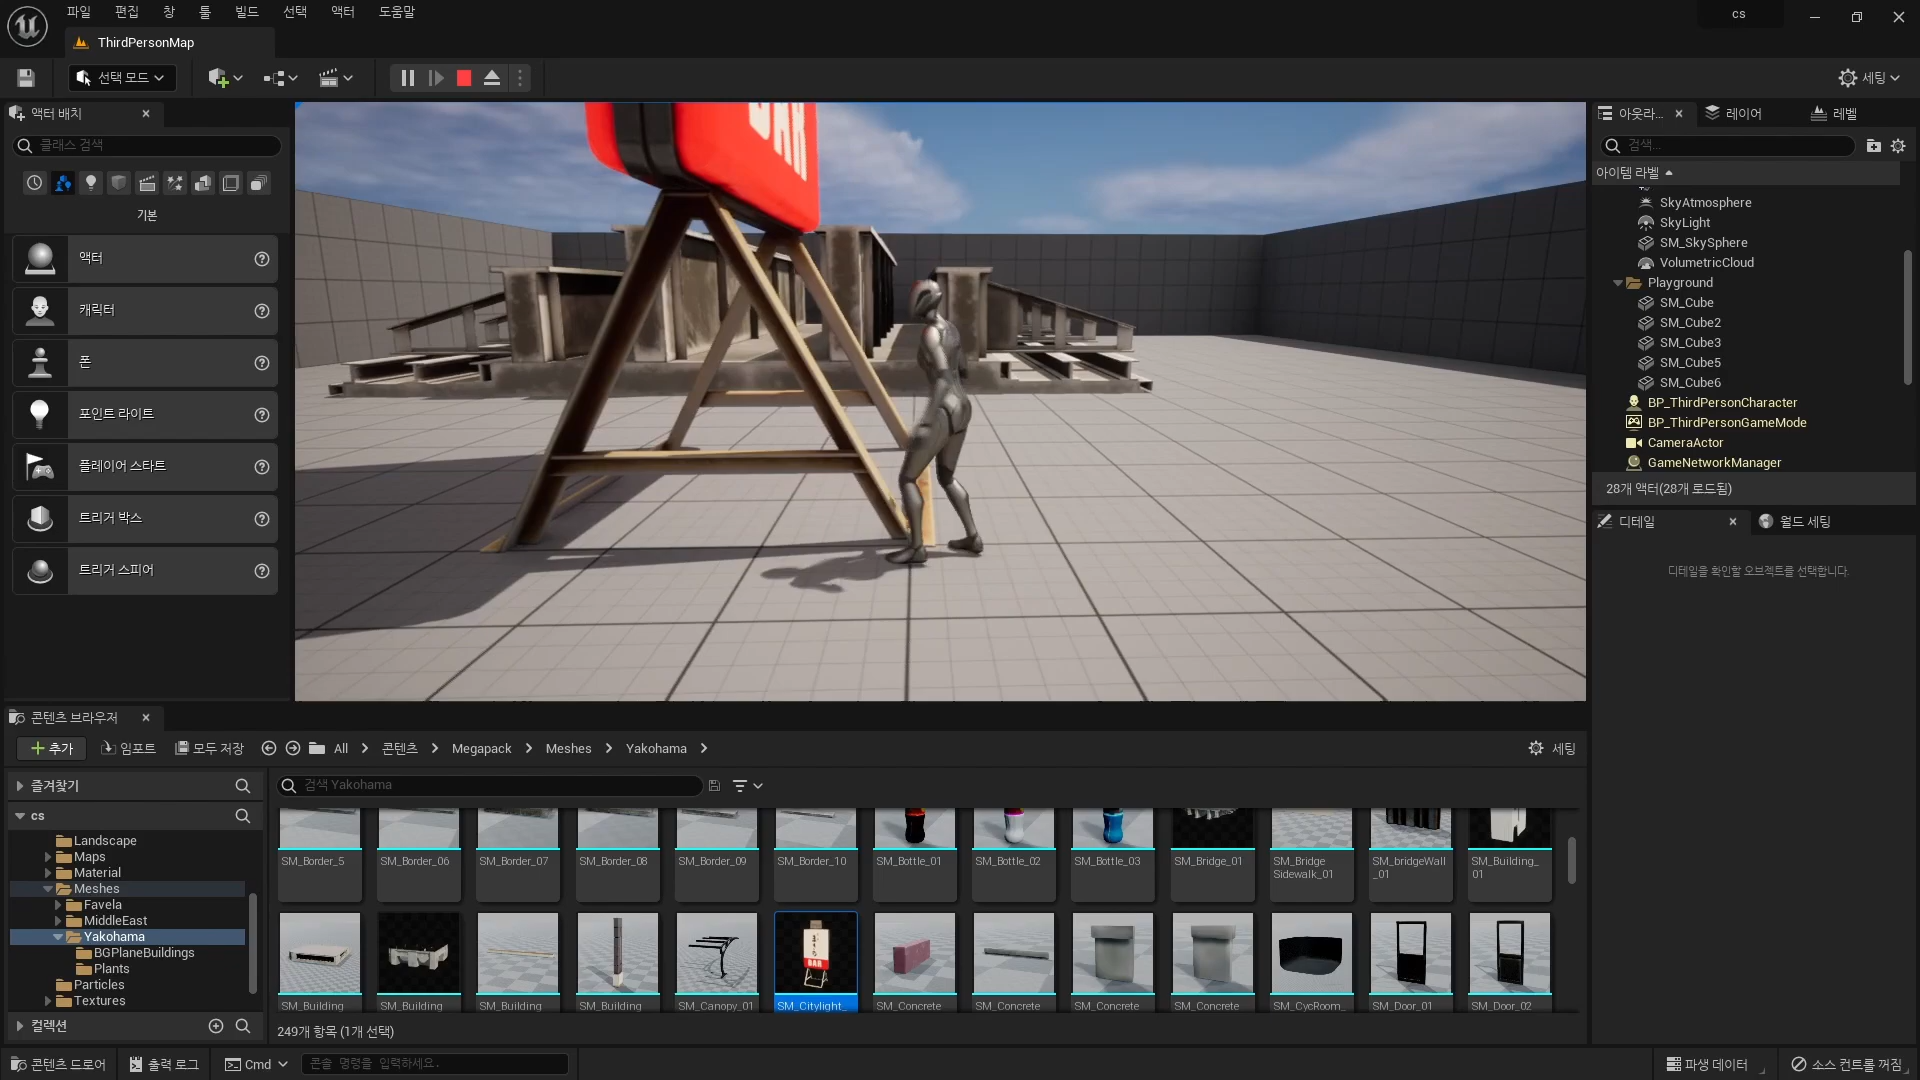 파일 편집 창 툴 빌드 선택 액터 도움말
cs
ThirdPersonMap
선택 모드
세팅
액터 배치
클래스 검색
기본
액터
캐릭터
폰
포인트 라이트
플레이어 스타트
트리거 박스
트리거 스피어
BAR
아웃라...
레이어
레벨
검색...
아이템 라벨
SkyAtmosphere
SkyLight
SM_SkySphere
VolumetricCloud
Playground
SM_Cube
SM_Cube2
SM_Cube3
SM_Cube5
SM_Cube6
BP_ThirdPersonCharacter
BP_ThirdPersonGameMode
CameraActor
GameNetworkManager
28개 액터(28개 로드됨)
디테일
월드 세팅
디테일을 확인할 오브젝트를 선택합니다.
콘텐츠 브라우저
추가 임포트 모두 저장 All 콘텐츠 Megapack Meshes Yakohama
세팅
즐겨찾기
검색 Yakohama
cs
Landscape
Maps
Material
Meshes
Favela
MiddleEast
Yakohama
BGPlaneBuildings
Plants
Particles
Textures
컬렉션
SM_Border_5 SM_Border_06 SM_Border_07 SM_Border_08 SM_Border_09 SM_Border_10 SM_Bottle_01 SM_Bottle_02 SM_Bottle_03 SM_Bridge_01 SM_Bridge SM_bridgeWall SM_Building_
Sidewalk_01 _01 01
BAR
SM_Building SM_Building SM_Building SM_Building SM_Canopy_01 SM_Citylight_ SM_Concrete SM_Concrete SM_Concrete SM_Concrete SM_CycRoom_ SM_Door_01 SM_Door_02
249개 항목 (1개 선택)
콘텐츠 드로어 출력 로그 Cmd 콘솔 명령을 입력하세요.
파생 데이터 소스 컨트롤 꺼짐